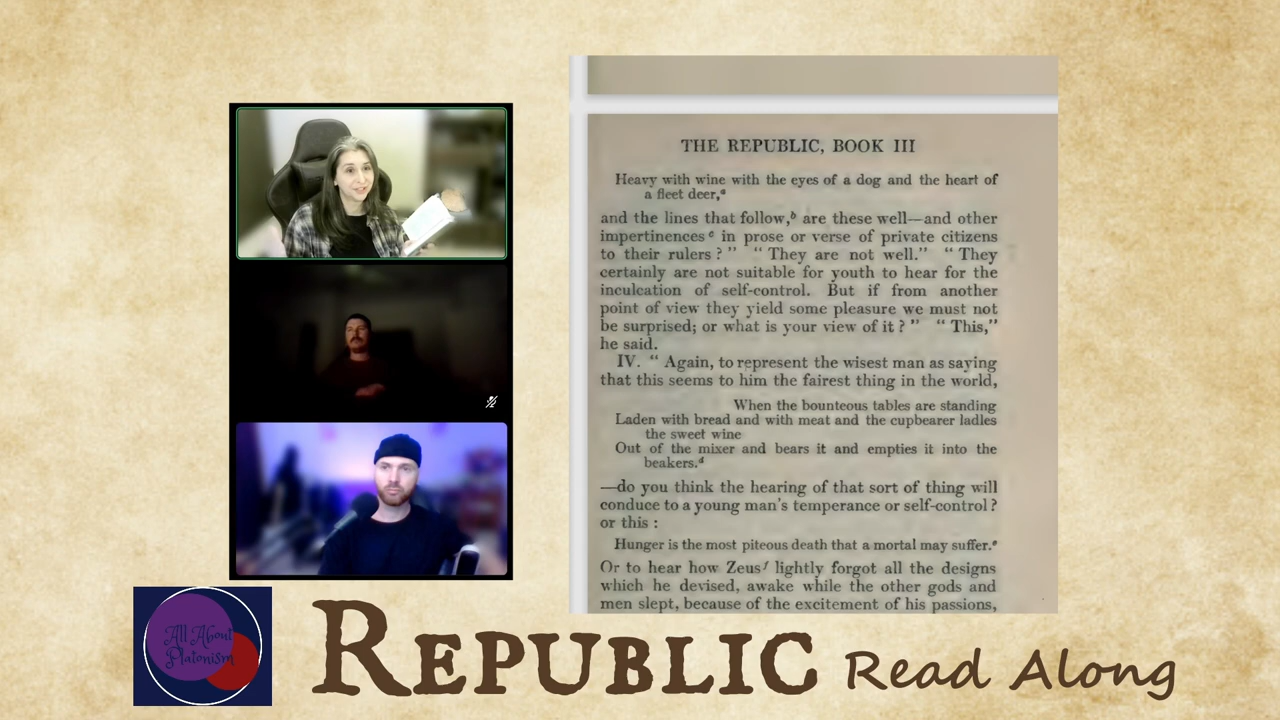 THE REPUBLIC, BOOK III
Heavy with wine with the eyes of a dog and the heart of
a fleet deer,ᵃ
and the lines that follow,ᵇ are these well—and other
impertinences ᶜ in prose or verse of private citizens
to their rulers ? ” “ They are not well.” “ They
certainly are not suitable for youth to hear for the
inculcation of self-control. But if from another
point of view they yield some pleasure we must not
be surprised; or what is your view of it ? ” “ This,”
he said.
IV. “ Again, to represent the wisest man as saying
that this seems to him the fairest thing in the world,
When the bounteous tables are standing
Laden with bread and with meat and the cupbearer ladles
the sweet wine
Out of the mixer and bears it and empties it into the
beakers.ᵈ
—do you think the hearing of that sort of thing will
conduce to a young man's temperance or self-control ?
or this :
Hunger is the most piteous death that a mortal may suffer.ᵉ
Or to hear how Zeus ᶠ lightly forgot all the designs
which he devised, awake while the other gods and
men slept, because of the excitement of his passions,
All About
Platonism
REPUBLIC Read Along